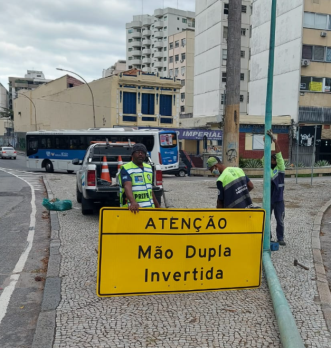 IMPERIAL
ATENÇÃO
Mão Dupla
Invertida